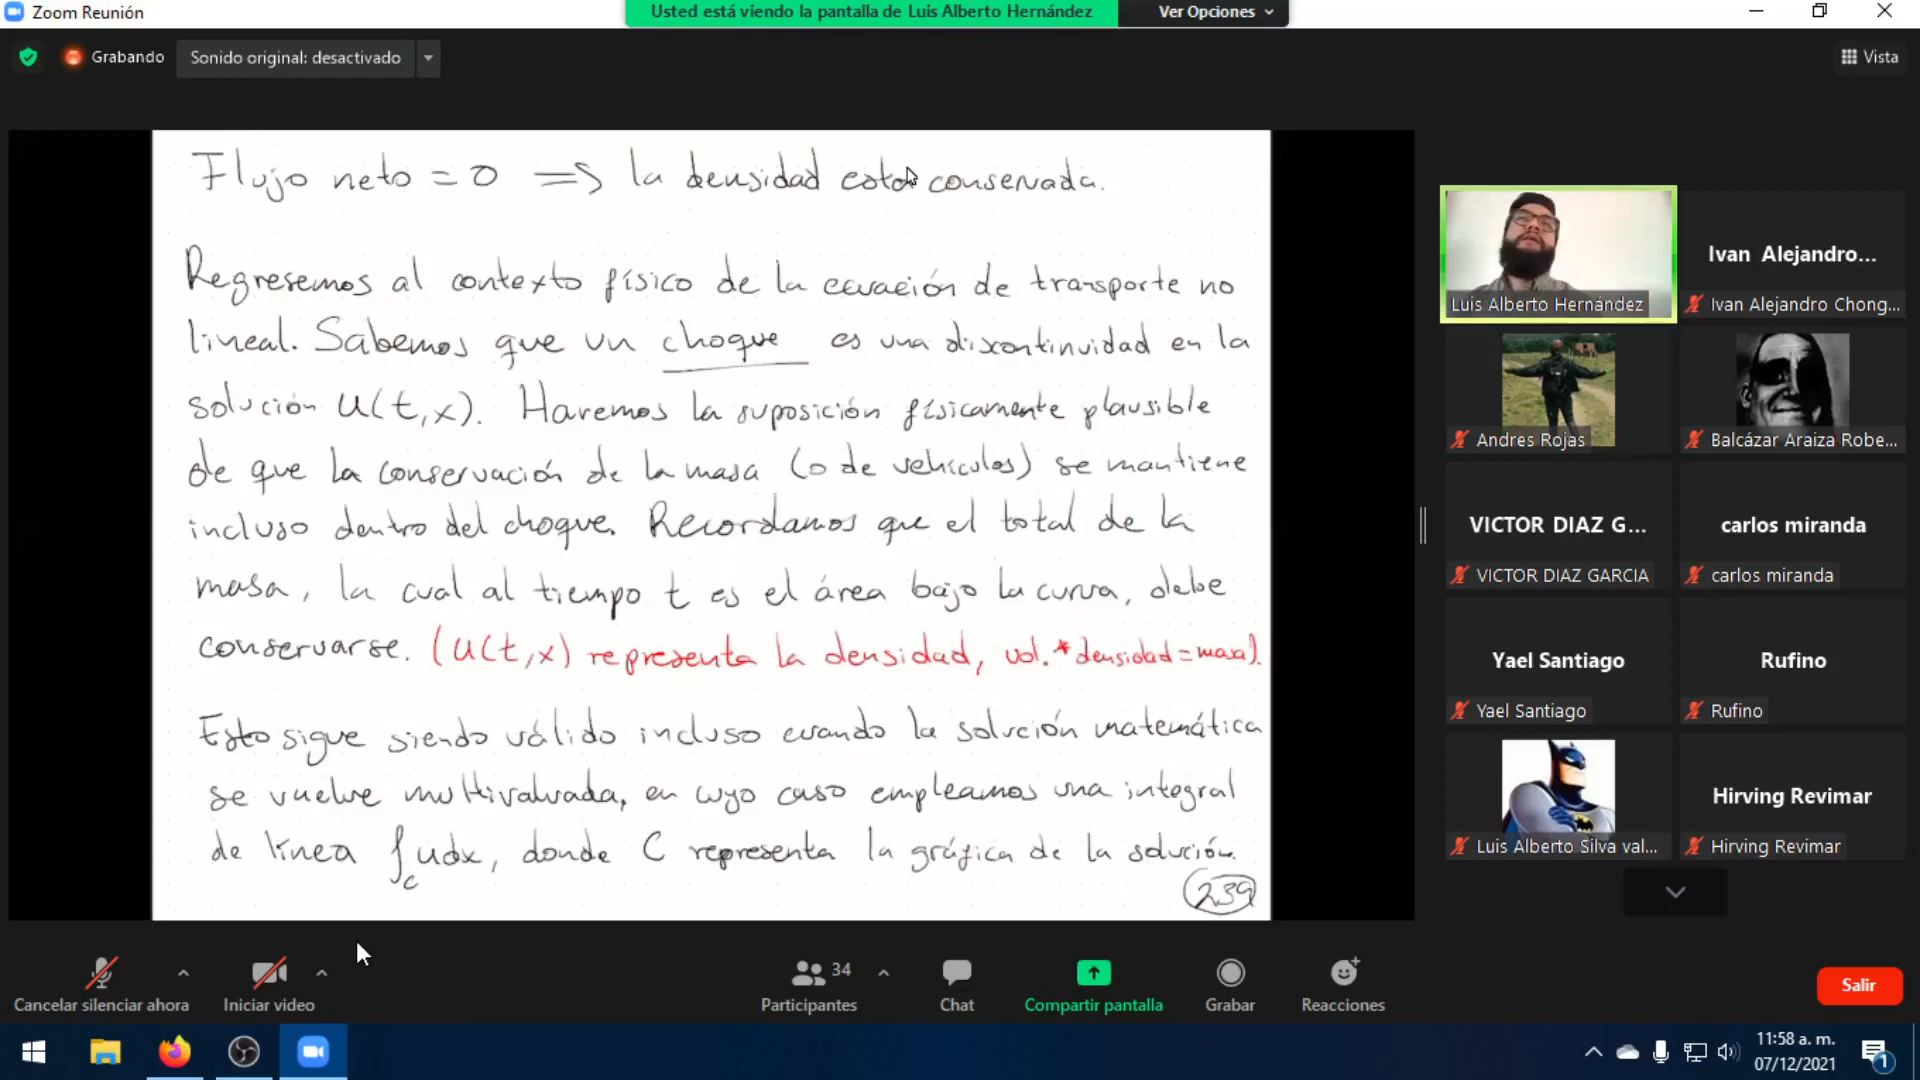 Zoom Reunión
Usted está viendo la pantalla de Luis Alberto Hernández
Ver Opciones
Grabando
Sonido original: desactivado
Vista
Flujo neto = 0 => la densidad esta conservada.
Regresemos al contexto físico de la ecuación de transporte no
lineal. Sabemos que un choque es una discontinuidad en la
solución u(t,x). Haremos la suposición físicamente plausible
de que la conservación de la masa (o de vehículos) se mantiene
incluso dentro del choque. Recordamos que el total de la
masa, la cual al tiempo t es el área bajo la curva, debe
conservarse. (u(t,x) representa la densidad, vol.*densidad=masa).
Esto sigue siendo válido incluso cuando la solución matemática
se vuelve multivaluada, en cuyo caso empleamos una integral
de línea ∫_C u dx, donde C representa la gráfica de la solución.
239
Luis Alberto Hernández
Ivan Alejandro...
Ivan Alejandro Chong...
Andres Rojas
Balcázar Araiza Robe...
VICTOR DIAZ G...
VICTOR DIAZ GARCIA
carlos miranda
carlos miranda
Yael Santiago
Yael Santiago
Rufino
Rufino
Luis Alberto Silva val...
Hirving Revimar
Hirving Revimar
Cancelar silenciar ahora
Iniciar video
34
Participantes
Chat
Compartir pantalla
Grabar
Reacciones
Salir
11:58 a. m.
07/12/2021
1